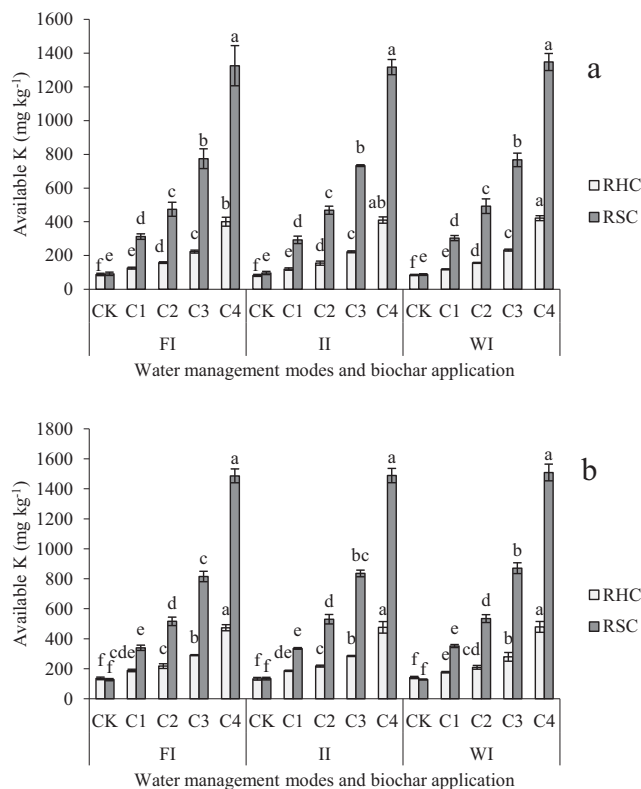 1600
1400
1200
1000
800
600
400
200
0
Available K (mg kg-1)
f e e d d c c b b a
f e e d c c c b ab a
f e e d c c c b a a
a
RHC
RSC
CK C1 C2 C3 C4 CK C1 C2 C3 C4 CK C1 C2 C3 C4
FI II WI
Water management modes and biochar application
1800
1600
1400
1200
1000
800
600
400
200
0
Available K (mg kg-1)
f f cde e c d b c a a
f f de e c d b bc a a
f f e e cd d b b a a
b
RHC
RSC
CK C1 C2 C3 C4 CK C1 C2 C3 C4 CK C1 C2 C3 C4
FI II WI
Water management modes and biochar application